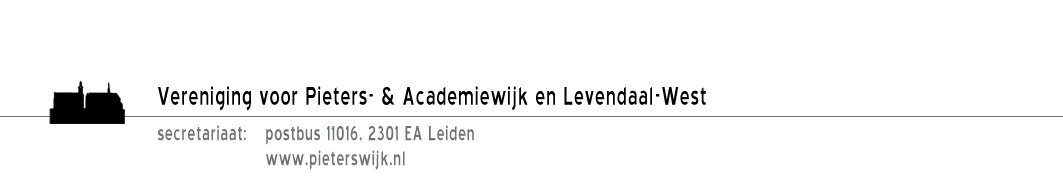 Vereniging voor Pieters- & Academiewijk en Levendaal-West
secretariaat: postbus 11016, 2301 EA Leiden
www.pieterswijk.nl